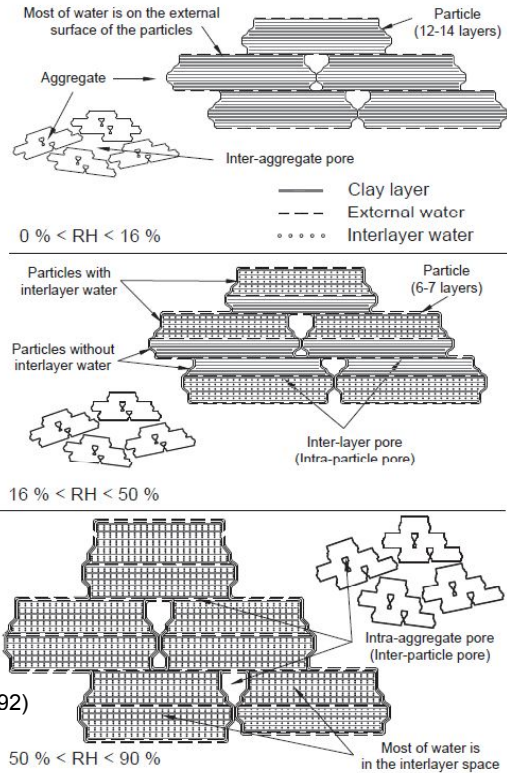 Most of water is on the external
surface of the particles
Particle
(12-14 layers)
Aggregate
Inter-aggregate pore
Clay layer
External water
Interlayer water
0 % < RH < 16 %
Particles with
interlayer water
Particle
(6-7 layers)
Particles without
interlayer water
Inter-layer pore
(Intra-particle pore)
16 % < RH < 50 %
Intra-aggregate pore
(Inter-particle pore)
92)
Most of water is
in the interlayer space
50 % < RH < 90 %